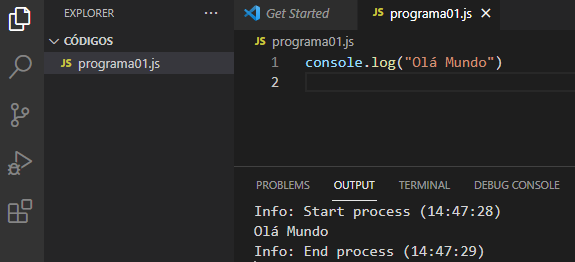 EXPLORER ...
CÓDIGOS
JS programa01.js
Get Started
JS programa01.js
JS programa01.js
1 console.log("Olá Mundo")
2
PROBLEMS OUTPUT TERMINAL DEBUG CONSOLE
Info: Start process (14:47:28)
Olá Mundo
Info: End process (14:47:29)